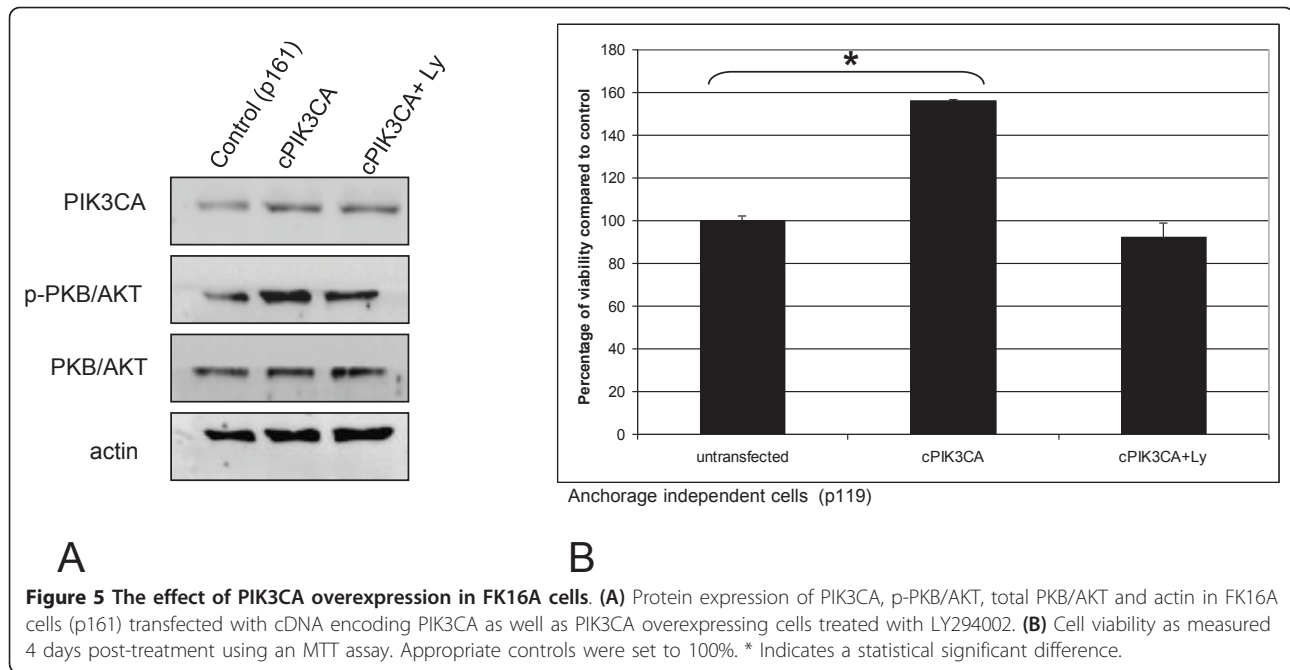 Control (p161)
cPIK3CA
cPIK3CA+ Ly
PIK3CA
p-PKB/AKT
PKB/AKT
actin
A
Percentage of viability compared to control
180
160
140
120
100
80
60
40
20
0
*
untransfected
cPIK3CA
cPIK3CA+Ly
Anchorage independent cells (p119)
B
Figure 5 The effect of PIK3CA overexpression in FK16A cells. (A) Protein expression of PIK3CA, p-PKB/AKT, total PKB/AKT and actin in FK16A
cells (p161) transfected with cDNA encoding PIK3CA as well as PIK3CA overexpressing cells treated with LY294002. (B) Cell viability as measured
4 days post-treatment using an MTT assay. Appropriate controls were set to 100%. * Indicates a statistical significant difference.